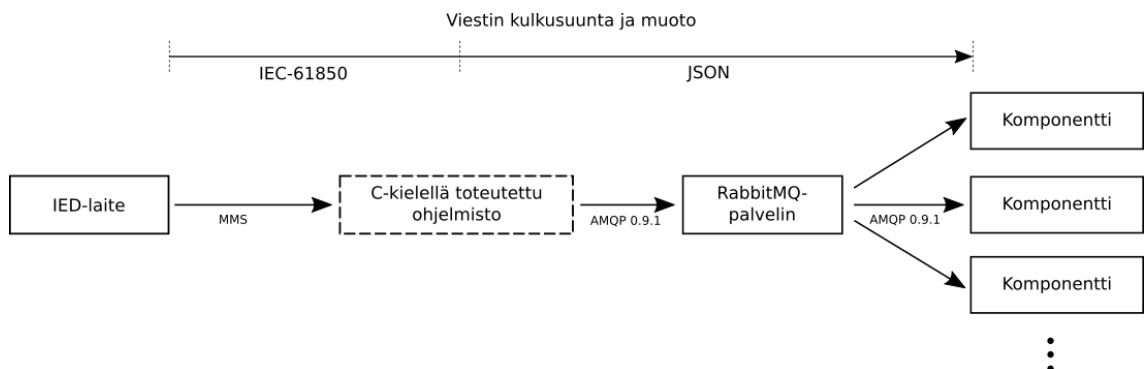 Viestin kulkusuunta ja muoto
IEC-61850
JSON
IED-laite
MMS
C-kielellä toteutettu
ohjelmisto
AMQP 0.9.1
RabbitMQ-
palvelin
AMQP 0.9.1
Komponentti
Komponentti
Komponentti